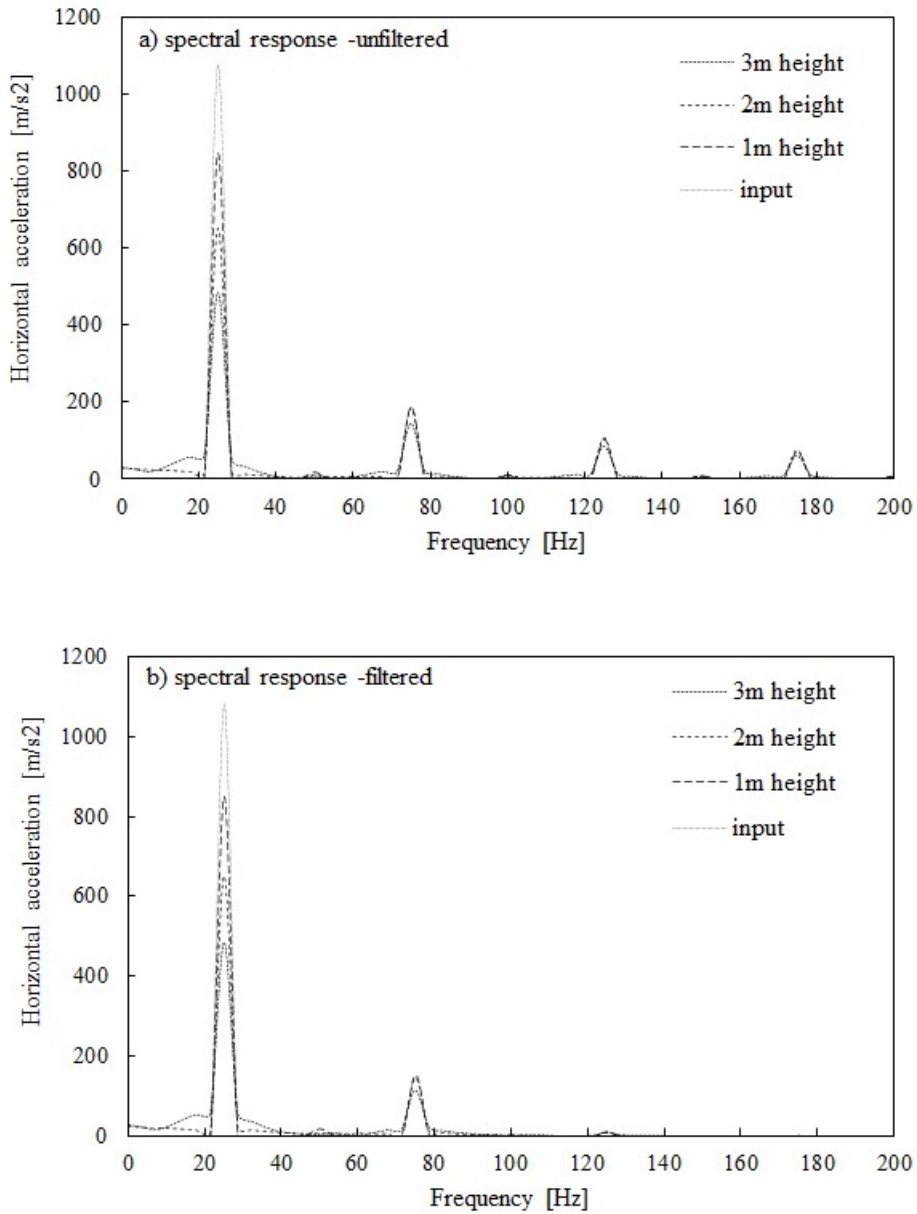 a) spectral response -unfiltered
Horizontal acceleration [m/s2]
1200
1000
800
600
400
200
0
3m height
2m height
1m height
input
0 20 40 60 80 100 120 140 160 180 200
Frequency [Hz]
b) spectral response -filtered
Horizontal acceleration [m/s2]
1200
1000
800
600
400
200
0
3m height
2m height
1m height
input
0 20 40 60 80 100 120 140 160 180 200
Frequency [Hz]